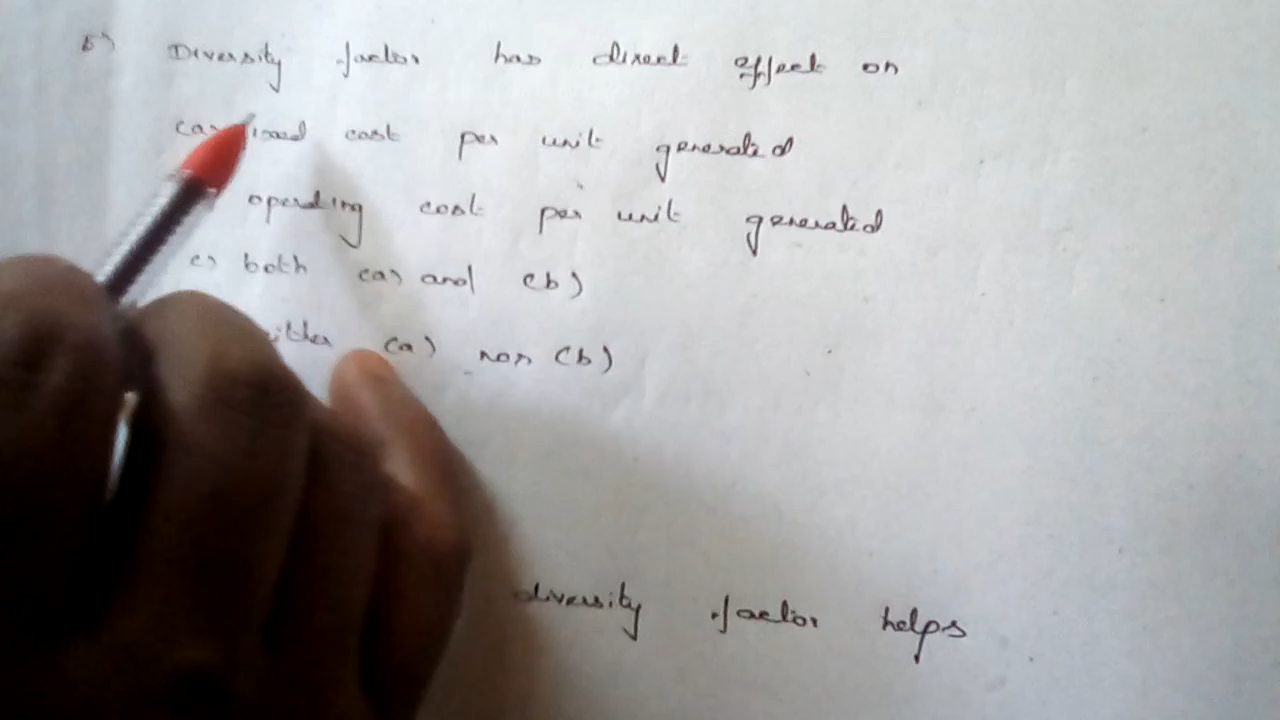 5) Diversity factor has direct effect on
(a) cost per unit generated
operating cost per unit generated
c) both (a) and (b)
(a) nor (b)
diversity factor helps